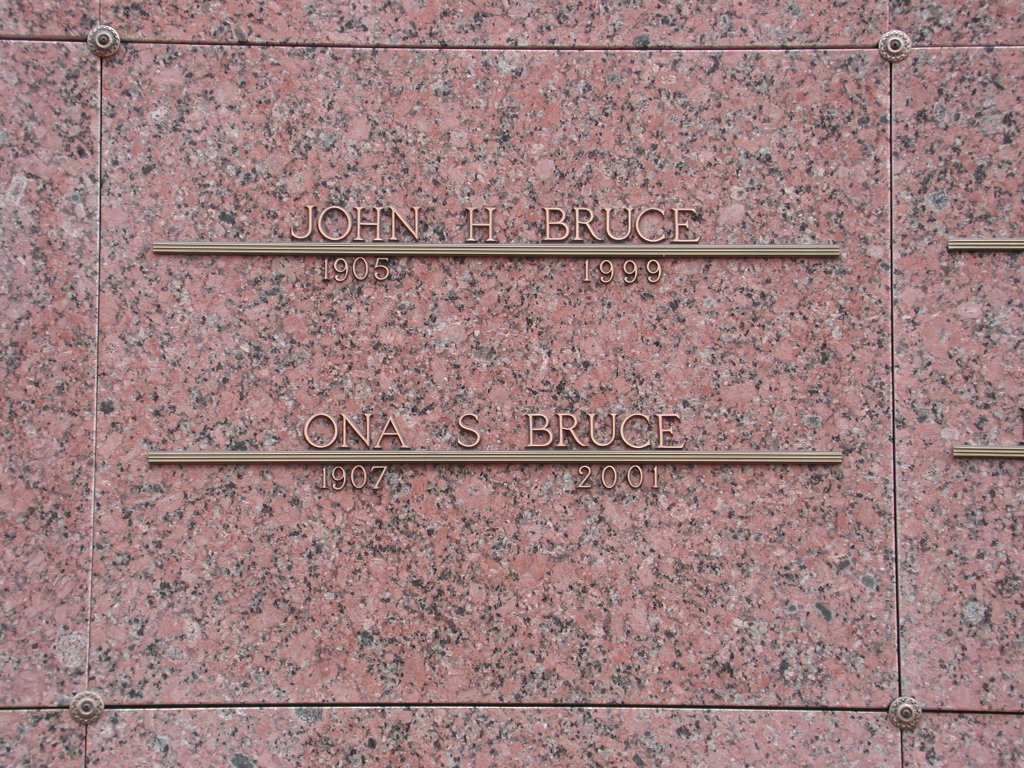 JOHN H BRUCE
1905 1999
ONA S BRUCE
1907 2001